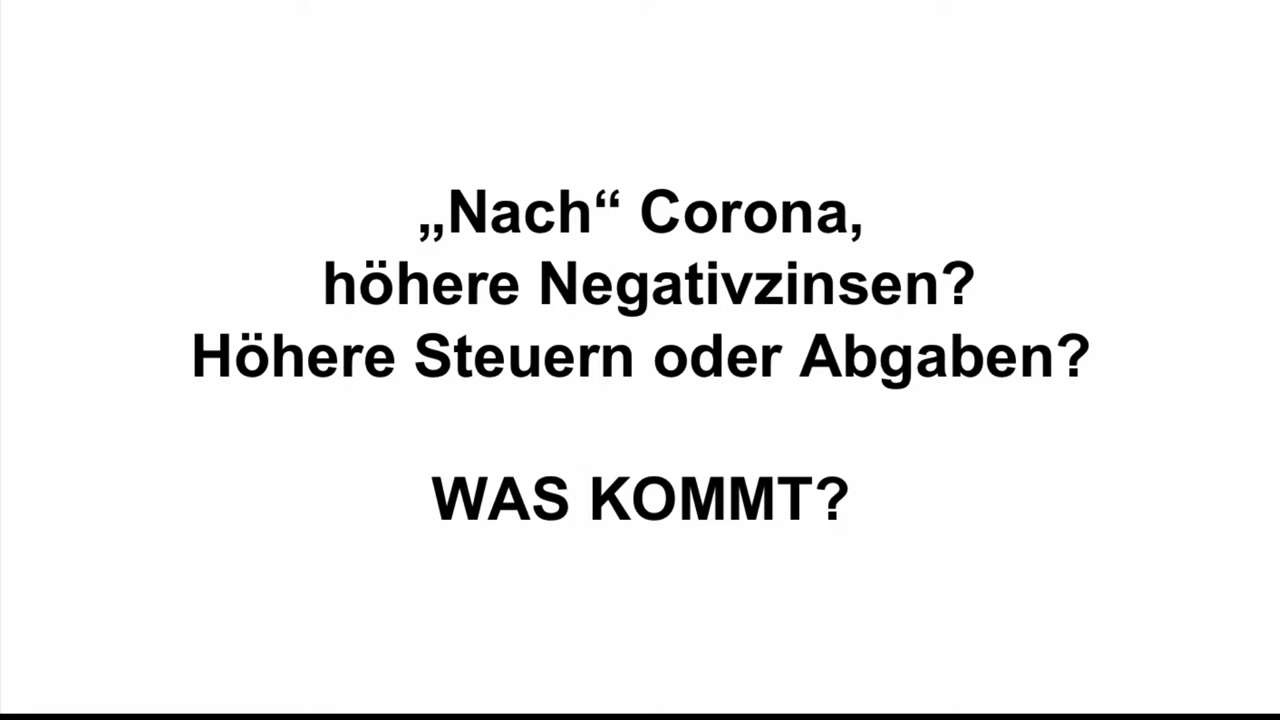 „Nach“ Corona,
höhere Negativzinsen?
Höhere Steuern oder Abgaben?
WAS KOMMT?